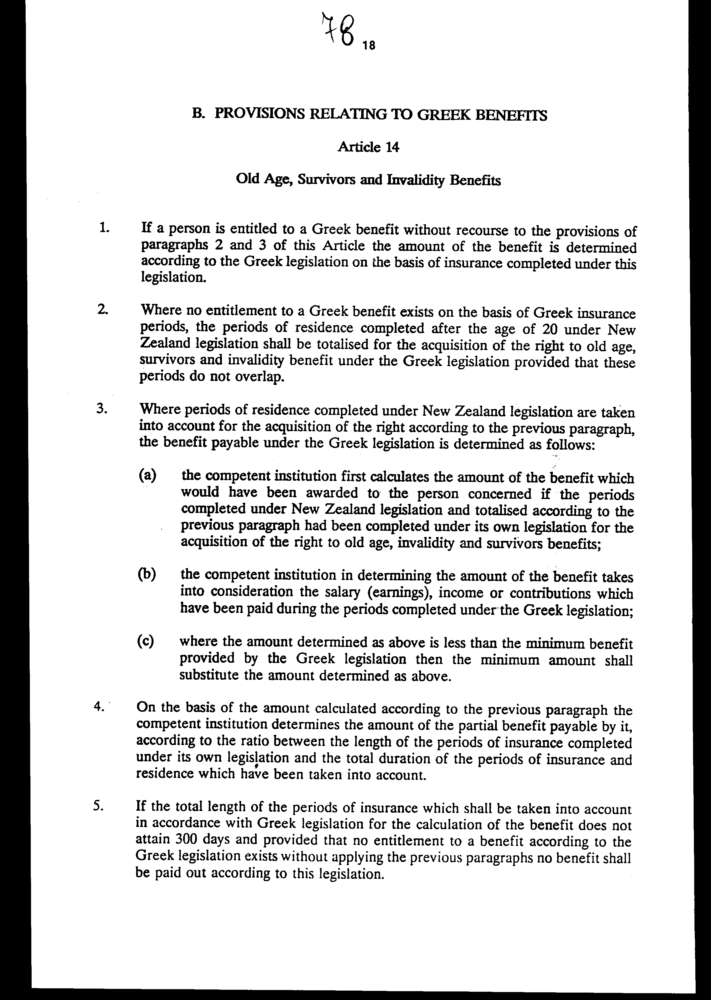 78
18
B. PROVISIONS RELATING TO GREEK BENEFITS
Article 14
Old Age, Survivors and Invalidity Benefits
1. If a person is entitled to a Greek benefit without recourse to the provisions of
paragraphs 2 and 3 of this Article the amount of the benefit is determined
according to the Greek legislation on the basis of insurance completed under this
legislation.
2. Where no entitlement to a Greek benefit exists on the basis of Greek insurance
periods, the periods of residence completed after the age of 20 under New
Zealand legislation shall be totalised for the acquisition of the right to old age,
survivors and invalidity benefit under the Greek legislation provided that these
periods do not overlap.
3. Where periods of residence completed under New Zealand legislation are taken
into account for the acquisition of the right according to the previous paragraph,
the benefit payable under the Greek legislation is determined as follows:
(a) the competent institution first calculates the amount of the benefit which
would have been awarded to the person concerned if the periods
completed under New Zealand legislation and totalised according to the
previous paragraph had been completed under its own legislation for the
acquisition of the right to old age, invalidity and survivors benefits;
(b) the competent institution in determining the amount of the benefit takes
into consideration the salary (earnings), income or contributions which
have been paid during the periods completed under the Greek legislation;
(c) where the amount determined as above is less than the minimum benefit
provided by the Greek legislation then the minimum amount shall
substitute the amount determined as above.
4. On the basis of the amount calculated according to the previous paragraph the
competent institution determines the amount of the partial benefit payable by it,
according to the ratio between the length of the periods of insurance completed
under its own legislation and the total duration of the periods of insurance and
residence which have been taken into account.
5. If the total length of the periods of insurance which shall be taken into account
in accordance with Greek legislation for the calculation of the benefit does not
attain 300 days and provided that no entitlement to a benefit according to the
Greek legislation exists without applying the previous paragraphs no benefit shall
be paid out according to this legislation.